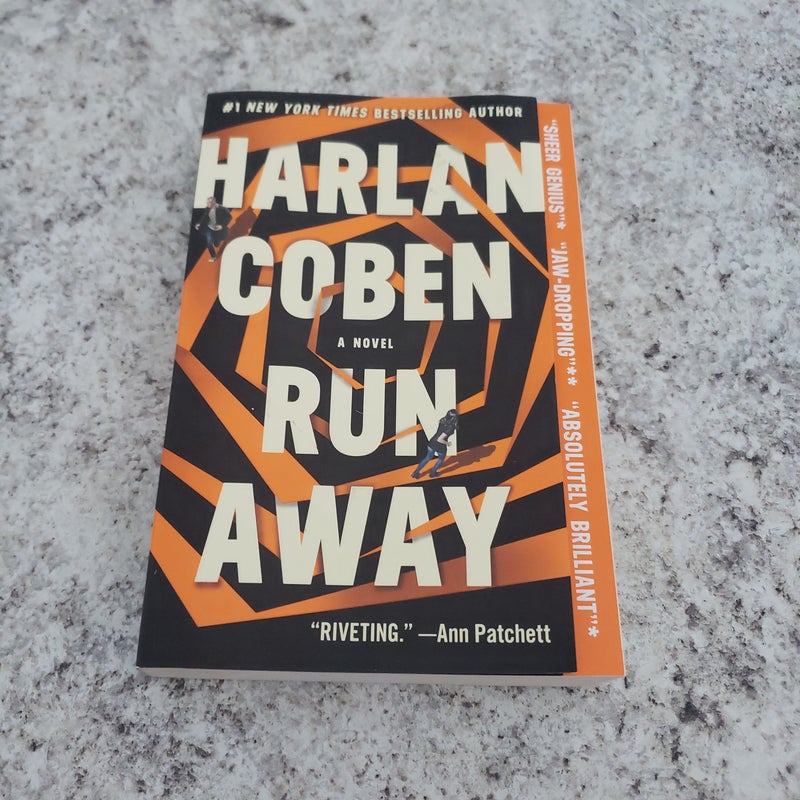 #1 NEW YORK TIMES BESTSELLING AUTHOR
HARLAN
COBEN
A NOVEL
RUN
AWAY
“RIVETING.” —Ann Patchett
“SHEER GENIUS”* “JAW-DROPPING”** “ABSOLUTELY BRILLIANT”*